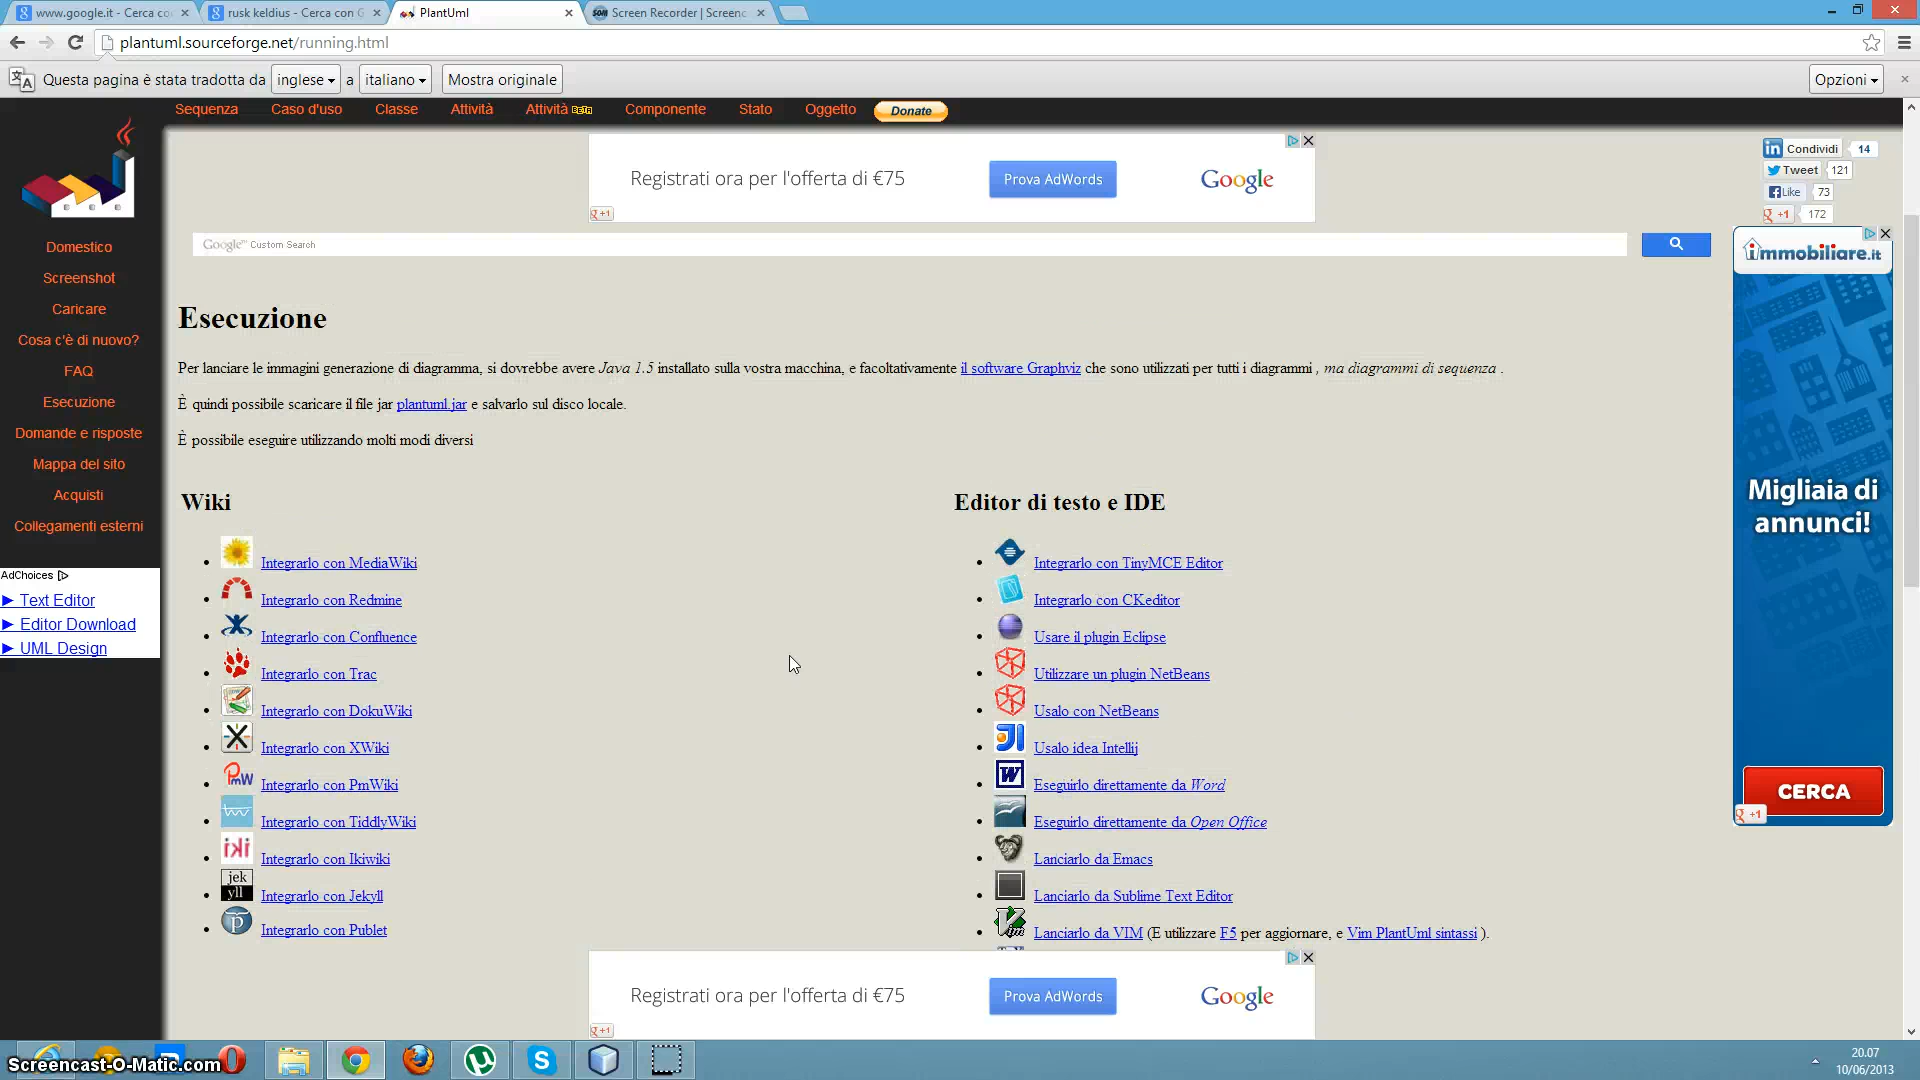 www.google.it - Cerca co
rusk keldius - Cerca con G
PlantUml
Screen Recorder | Screenc
plantuml.sourceforge.net/running.html
Questa pagina è stata tradotta da inglese a italiano Mostra originale Opzioni
Sequenza Caso d'uso Classe Attività Attività BETA Componente Stato Oggetto Donate
Registrati ora per l'offerta di €75 Prova AdWords Google
g +1
Condividi 14
Tweet 121
Like 73
g +1 172
Google™ Custom Search
immobiliare.it
Migliaia di
annunci!
CERCA
g +1
Domestico
Screenshot
Caricare
Cosa c'è di nuovo?
FAQ
Esecuzione
Domande e risposte
Mappa del sito
Acquisti
Collegamenti esterni
AdChoices
► Text Editor
► Editor Download
► UML Design
Esecuzione
Per lanciare le immagini generazione di diagramma, si dovrebbe avere Java 1.5 installato sulla vostra macchina, e facoltativamente il software Graphviz che sono utilizzati per tutti i diagrammi , ma diagrammi di sequenza .
È quindi possibile scaricare il file jar plantuml.jar e salvarlo sul disco locale.
È possibile eseguire utilizzando molti modi diversi
Wiki
Integrarlo con MediaWiki
Integrarlo con Redmine
Integrarlo con Confluence
Integrarlo con Trac
Integrarlo con DokuWiki
Integrarlo con XWiki
PmW
Integrarlo con PmWiki
Integrarlo con TiddlyWiki
iki
Integrarlo con Ikiwiki
jek
yll
Integrarlo con Jekyll
p
Integrarlo con Publet
Editor di testo e IDE
Integrarlo con TinyMCE Editor
Integrarlo con CKeditor
Usare il plugin Eclipse
Utilizzare un plugin NetBeans
Usalo con NetBeans
Usalo idea Intellij
W
Eseguirlo direttamente da Word
Eseguirlo direttamente da Open Office
Lanciarlo da Emacs
Lanciarlo da Sublime Text Editor
Vim
Lanciarlo da VIM (E utilizzare F5 per aggiornare, e Vim PlantUml sintassi ).
Registrati ora per l'offerta di €75 Prova AdWords Google
g +1
Screencast-O-Matic.com
20.07
10/06/2013